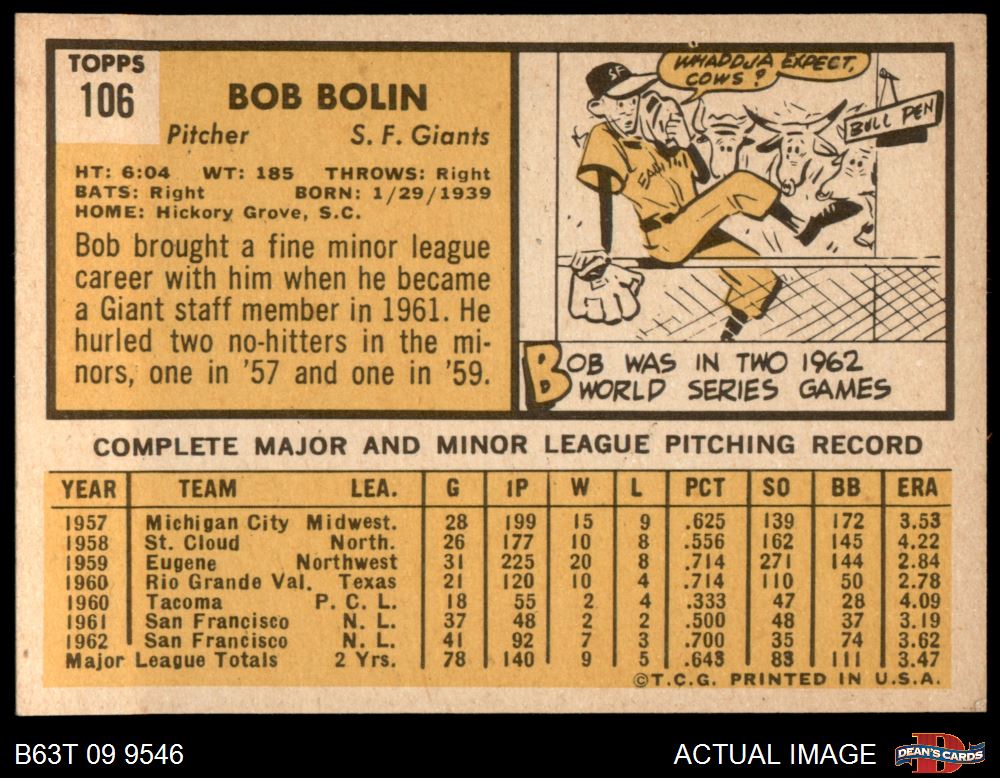 TOPPS
106
BOB BOLIN
Pitcher S. F. Giants
HT: 6:04 WT: 185 THROWS: Right
BATS: Right BORN: 1/29/1939
HOME: Hickory Grove, S.C.
Bob brought a fine minor league
career with him when he became
a Giant staff member in 1961. He
hurled two no-hitters in the mi-
nors, one in '57 and one in '59.
WHADDJA EXPECT,
COWS?
SF
BULL PEN
BOB WAS IN TWO 1962
WORLD SERIES GAMES
COMPLETE MAJOR AND MINOR LEAGUE PITCHING RECORD
YEAR TEAM LEA. G IP W L PCT SO BB ERA
1957 Michigan City Midwest. 28 199 15 9 .625 139 172 3.53
1958 St. Cloud North. 26 177 10 8 .556 162 145 4.22
1959 Eugene Northwest 31 225 20 8 .714 271 144 2.84
1960 Rio Grande Val. Texas 21 120 10 4 .714 110 50 2.78
1960 Tacoma P. C. L. 18 55 2 4 .333 47 28 4.09
1961 San Francisco N. L. 37 48 2 2 .500 48 37 3.19
1962 San Francisco N. L. 41 92 7 3 .700 35 74 3.62
Major League Totals 2 Yrs. 78 140 9 5 .643 83 111 3.47
©T.C.G. PRINTED IN U.S.A.
B63T 09 9546 ACTUAL IMAGE DEAN'S CARDS